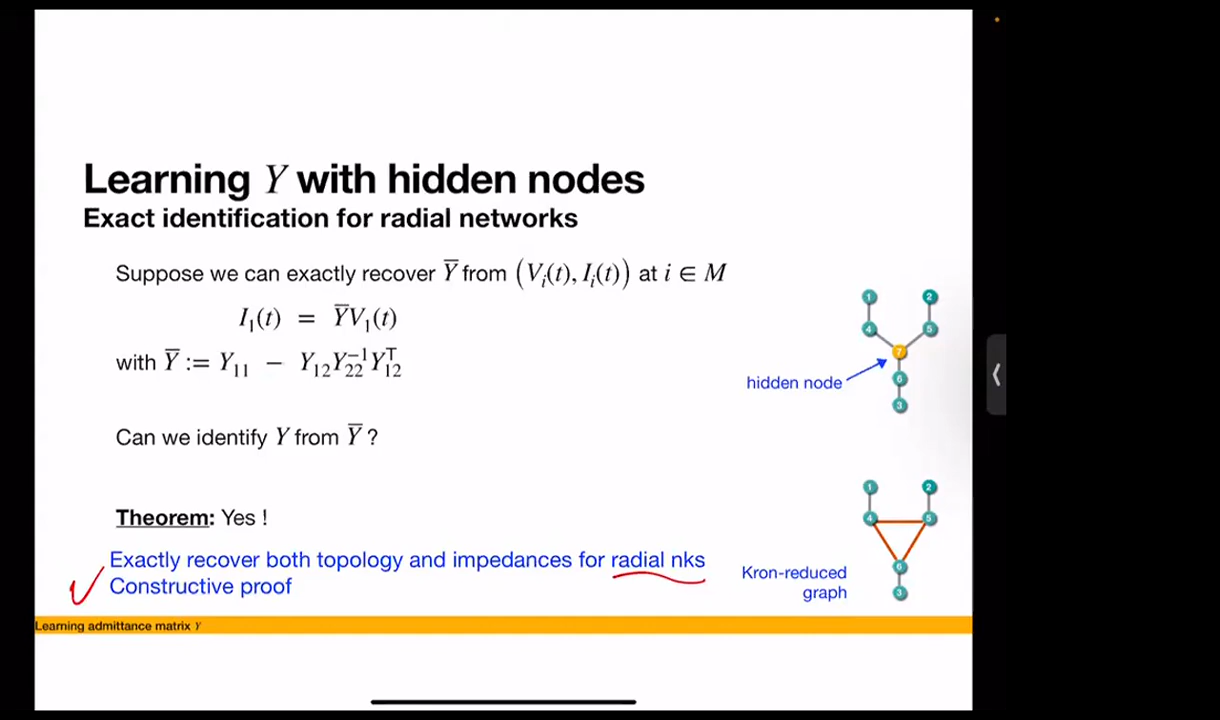 Learning Y with hidden nodes
Exact identification for radial networks
Suppose we can exactly recover Y̅ from (Vᵢ(t), Iᵢ(t)) at i ∈ M
I₁(t) = Y̅V₁(t)
with Y̅ := Y₁₁ − Y₁₂Y₂₂⁻¹Y₁₂ᵀ
Can we identify Y from Y̅ ?
Theorem: Yes !
Exactly recover both topology and impedances for radial nks
Constructive proof
1 2
4 5
7
hidden node
6
3
1 2
4 5
6
Kron-reduced
graph
3
Learning admittance matrix Y